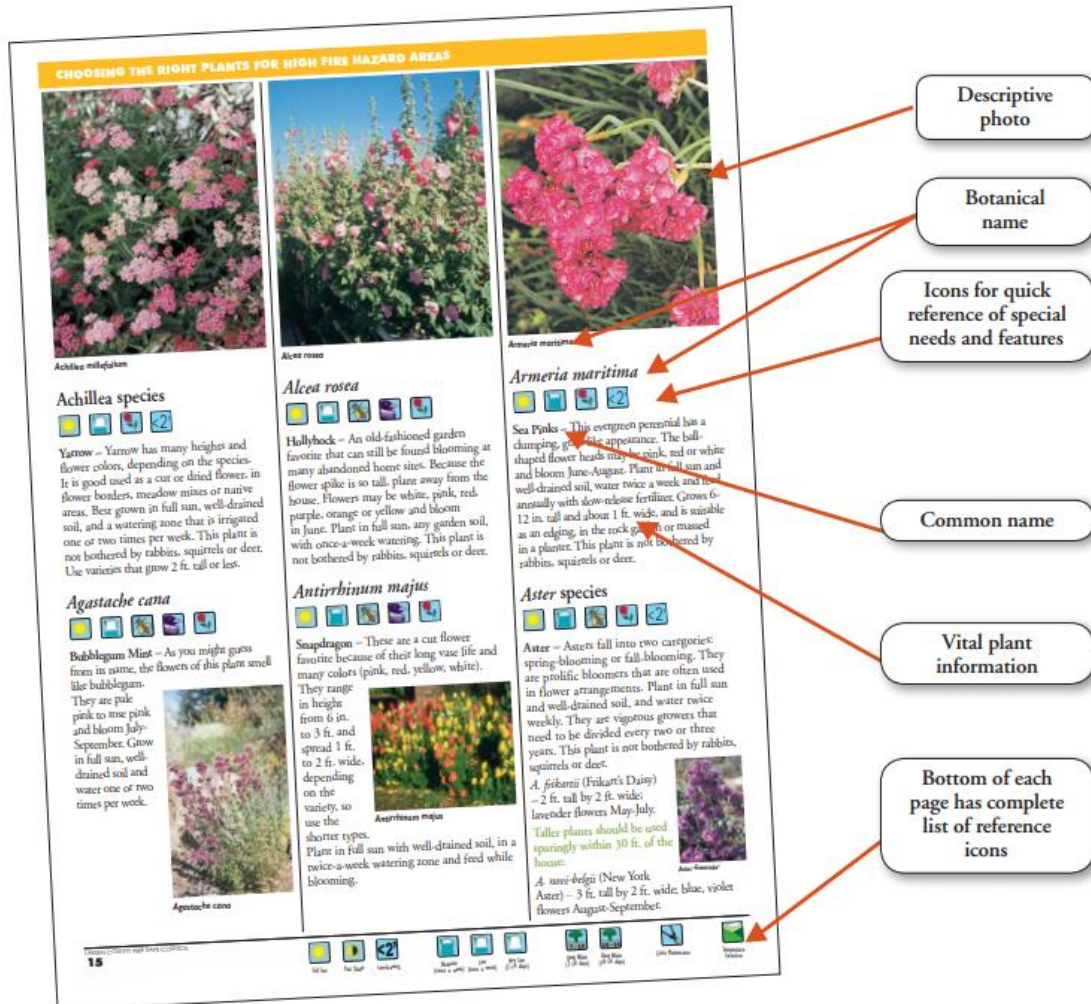 CHOOSING THE RIGHT PLANTS FOR HIGH FIRE HAZARD AREAS
Achillea millefolium
Achillea species
<2'
Yarrow – Yarrow has many heights and
flower colors, depending on the species.
It is good used as a cut or dried flower, in
flower borders, meadow mixes or native
areas. Best grown in full sun, well-drained
soil, and a watering zone that is irrigated
one or two times per week. This plant is
not bothered by rabbits, squirrels or deer.
Use varieties that grow 2 ft. tall or less.
Agastache cana
Bubblegum Mint – As you might guess
from its name, the flowers of this plant smell
like bubblegum.
They are pale
pink to rose pink
and bloom July-
September. Grow
in full sun, well-
drained soil and
water one or two
times per week.
Agastache cana
Alcea rosea
Alcea rosea
Hollyhock – An old-fashioned garden
favorite that can still be found blooming at
many abandoned home sites. Because the
flower spike is so tall, plant away from the
house. Flowers may be white, pink, red,
purple, orange or yellow and bloom
in June. Plant in full sun, any garden soil,
with once-a-week watering. This plant is
not bothered by rabbits, squirrels or deer.
Antirrhinum majus
Snapdragon – These are a cut flower
favorite because of their long vase life and
many colors (pink, red, yellow, white).
They range
in height
from 6 in.
to 3 ft. and
spread 1 ft.
to 2 ft. wide,
depending
on the
variety, so
use the
shorter types.
Antirrhinum majus
Plant in full sun with well-drained soil, in a
twice-a-week watering zone and feed while
blooming.
Armeria maritima
Armeria maritima
<2'
Sea Pinks – This evergreen perennial has a
clumping, appearance. The ball-
shaped flower heads may be pink, red or white
and bloom June-August. Plant in full sun and
well-drained soil, water twice a week and feed
annually with slow-release fertilizer. Grows 6-
12 in. tall and about 1 ft. wide, and is suitable
as an edging, in the rock garden or massed
in a planter. This plant is not bothered by
rabbits, squirrels or deer.
Aster species
<2'
Aster – Asters fall into two categories:
spring-blooming or fall-blooming. They
are prolific bloomers that are often used
in flower arrangements. Plant in full sun
and well-drained soil, and water twice
weekly. They are vigorous growers that
need to be divided every two or three
years. This plant is not bothered by rabbits,
squirrels or deer.
A. frikartii (Frikart's Daisy)
– 2 ft. tall by 2 ft. wide;
lavender flowers May-July.
Taller plants should be used
sparingly within 30 ft. of the
house:
A. novi-belgii (New York
Aster) – 3 ft. tall by 2 ft. wide; blue, violet
flowers August-September.
15
<2'
Descriptive
photo
Botanical
name
Icons for quick
reference of special
needs and features
Common name
Vital plant
information
Bottom of each
page has complete
list of reference
icons